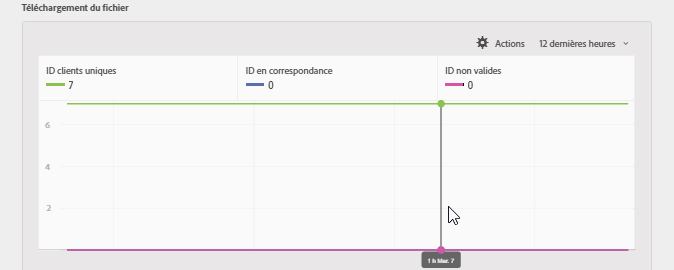 Téléchargement du fichier
Actions 12 dernières heures
ID clients uniques ID en correspondance ID non valides
7 0 0
6
4
2
1 h Mar. 7